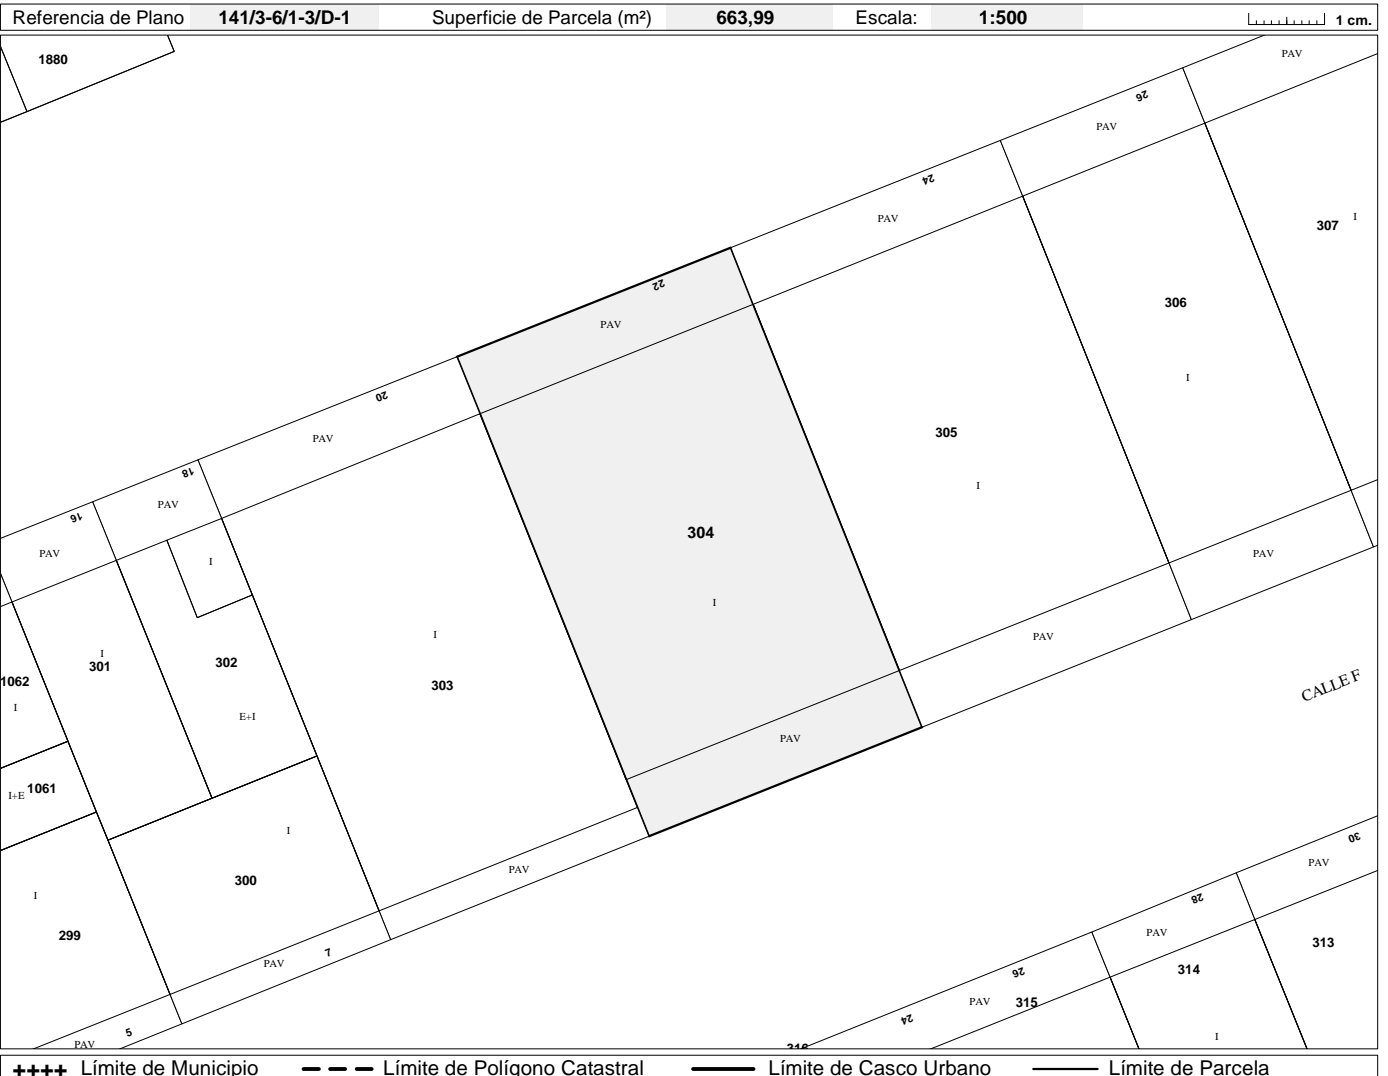 Referencia de Plano 141/3-6/1-3/D-1 Superficie de Parcela (m²) 663,99 Escala: 1:500 1 cm.
1880
PAV
26
PAV
24
PAV
307 I
22
306
PAV
I
20
PAV
305
18
I
PAV
16
PAV
304
I
PAV
I
I
PAV
301
302
303
1062
I
E+I
CALLE F
PAV
I+E 1061
I
30
PAV
PAV
300
28
I
PAV
299
313
7
PAV
26
314
PAV 315
24
5
I
PAV
316
++++ Límite de Municipio Límite de Polígono Catastral Límite de Casco Urbano Límite de Parcela